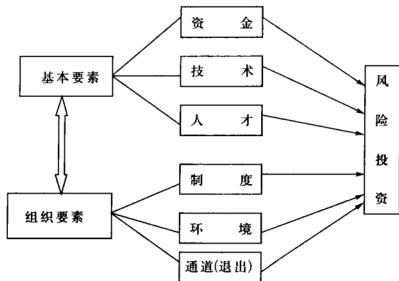 资金
基本要素
技术
人才
风险投资
制度
组织要素
环境
通道(退出)